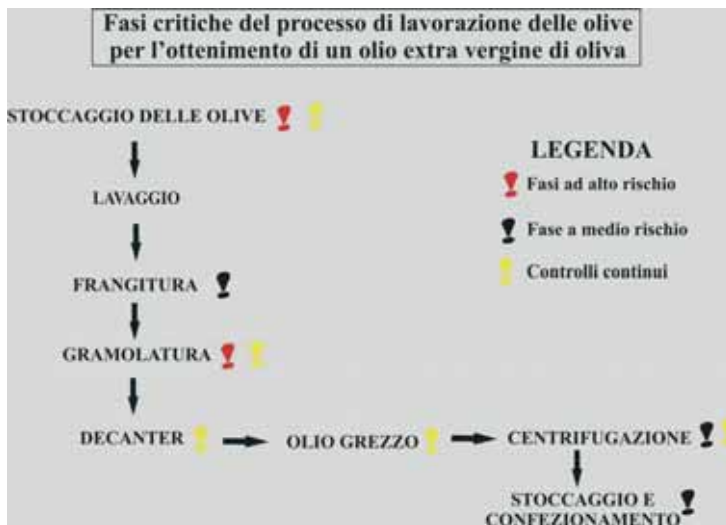 Fasi critiche del processo di lavorazione delle olive
per l'ottenimento di un olio extra vergine di oliva
STOCCAGGIO DELLE OLIVE
LEGENDA
Fasi ad alto rischio
LAVAGGIO
Fase a medio rischio
Controlli continui
FRANGITURA
GRAMOLATURA
DECANTER
OLIO GREZZO
CENTRIFUGAZIONE
STOCCAGGIO E
CONFEZIONAMENTO